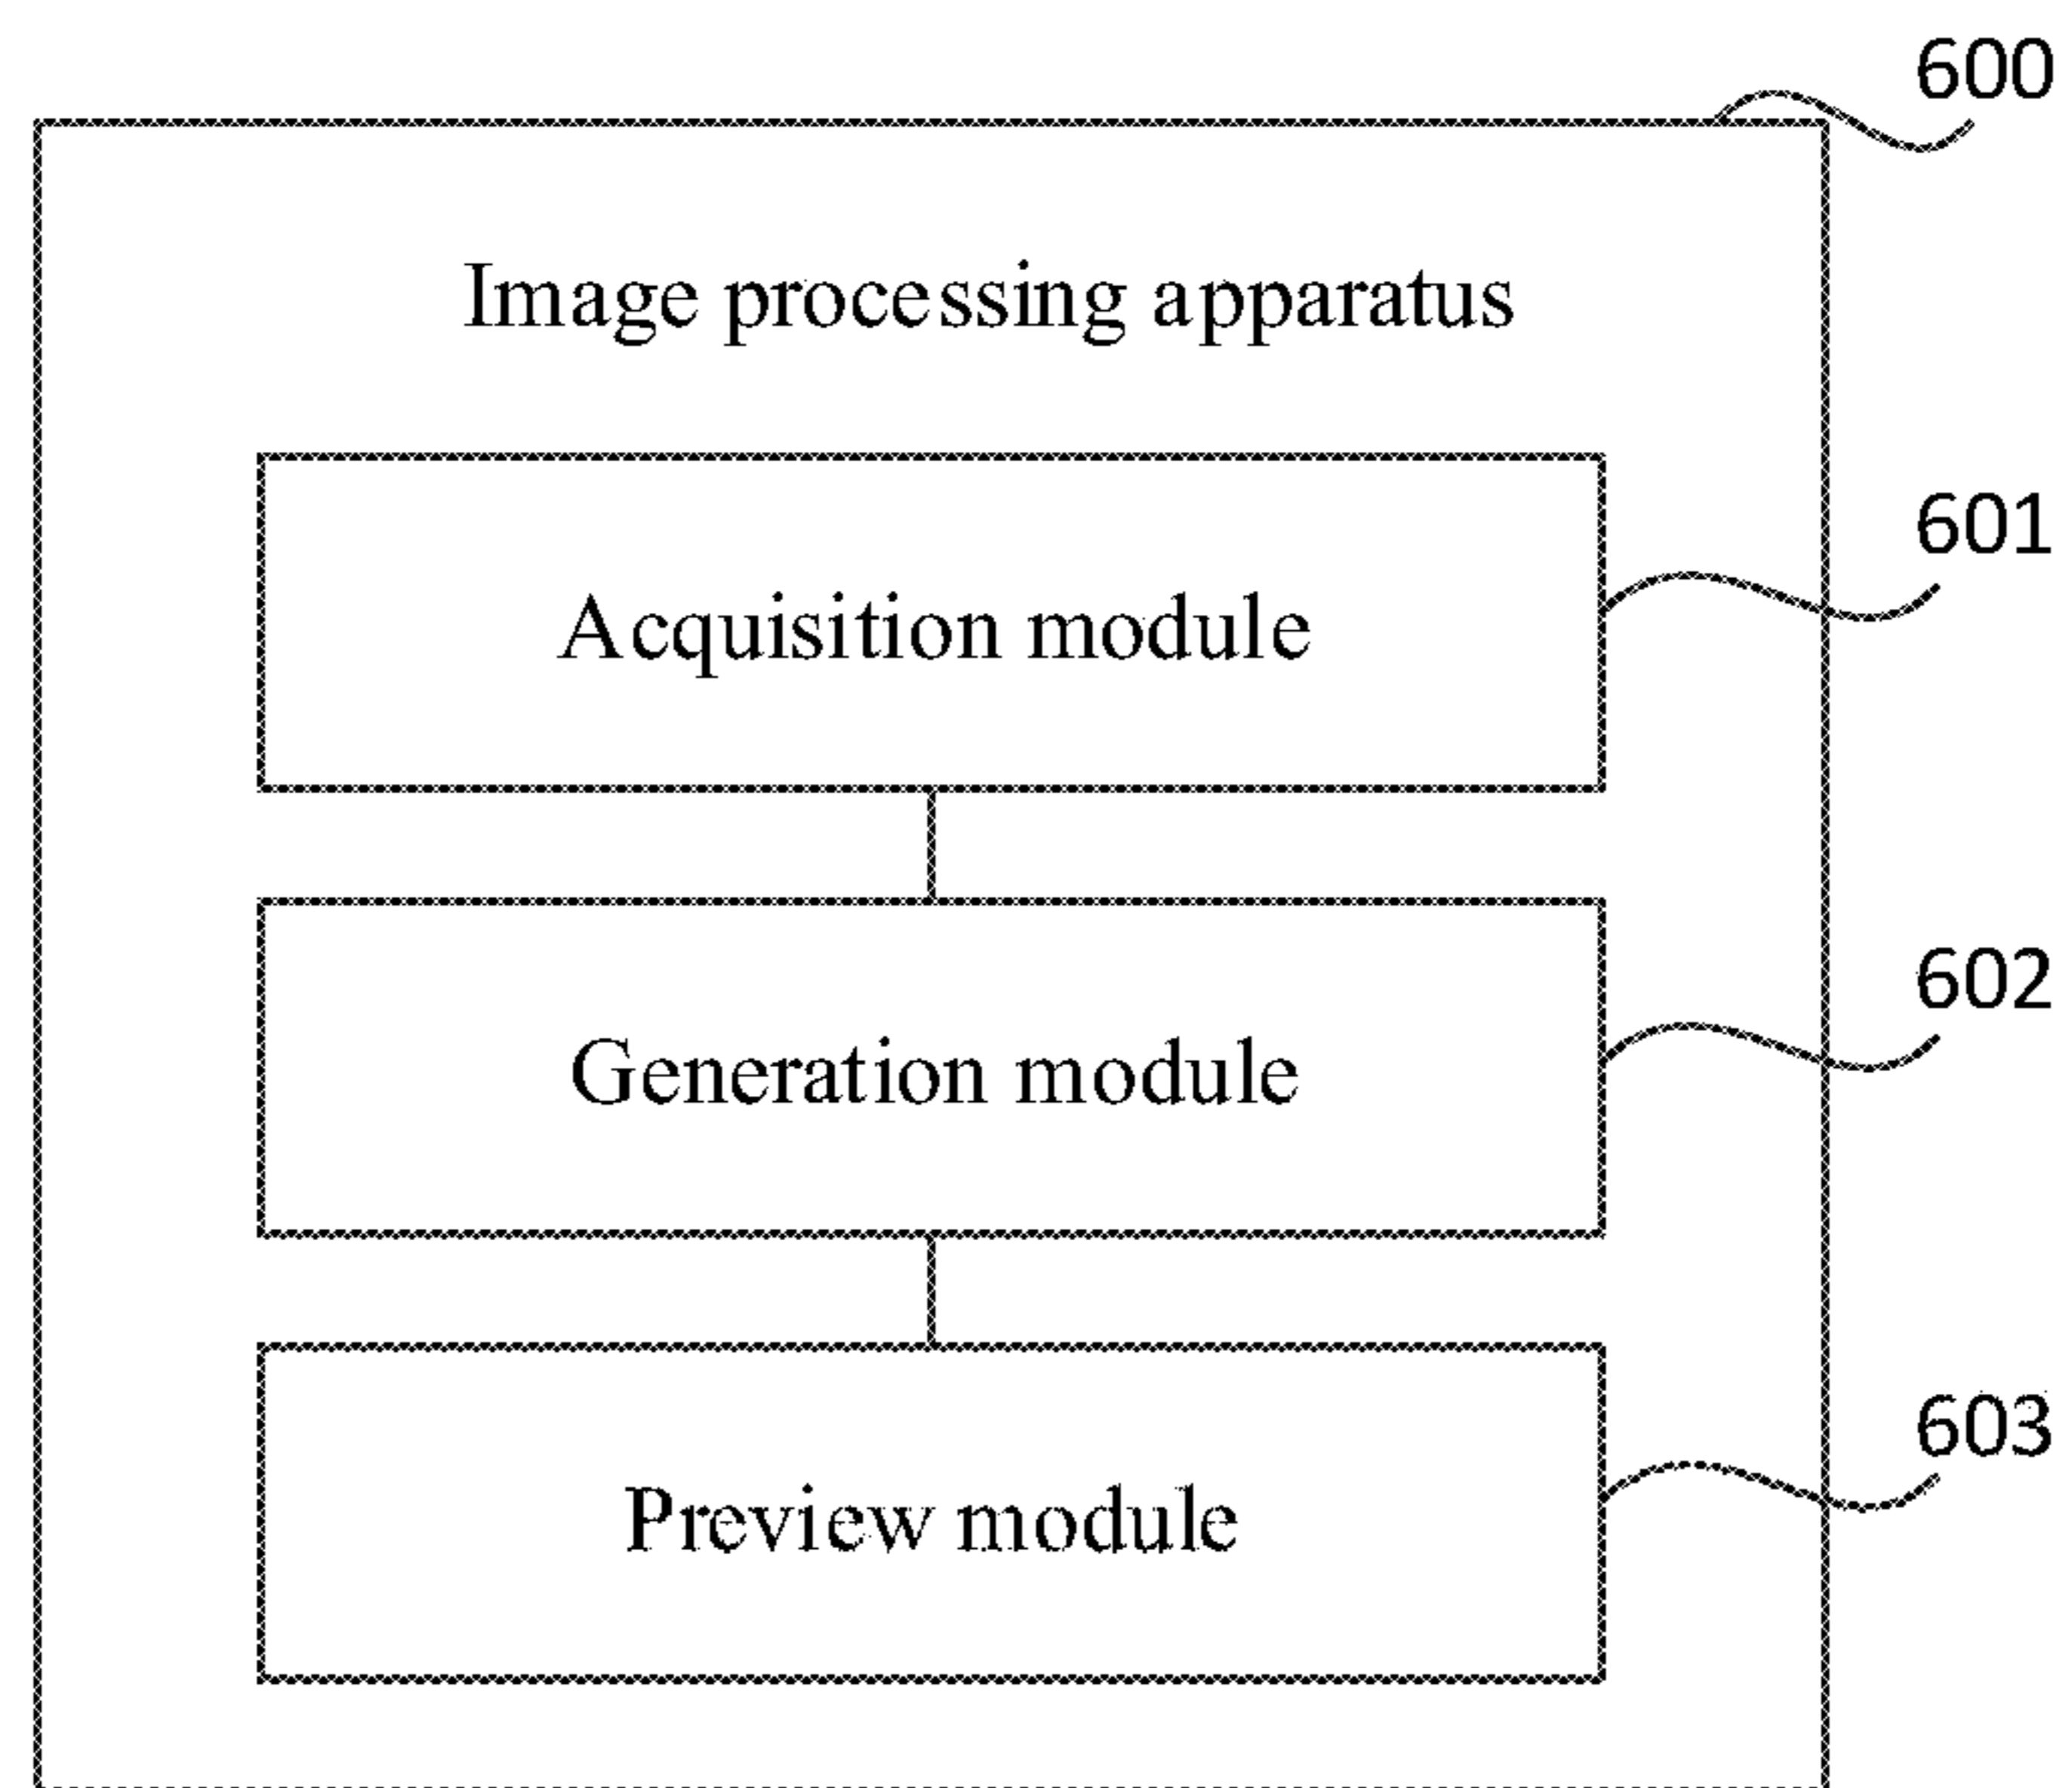 600
Image processing apparatus
601
Acquisition module
602
Generation module
603
Preview module